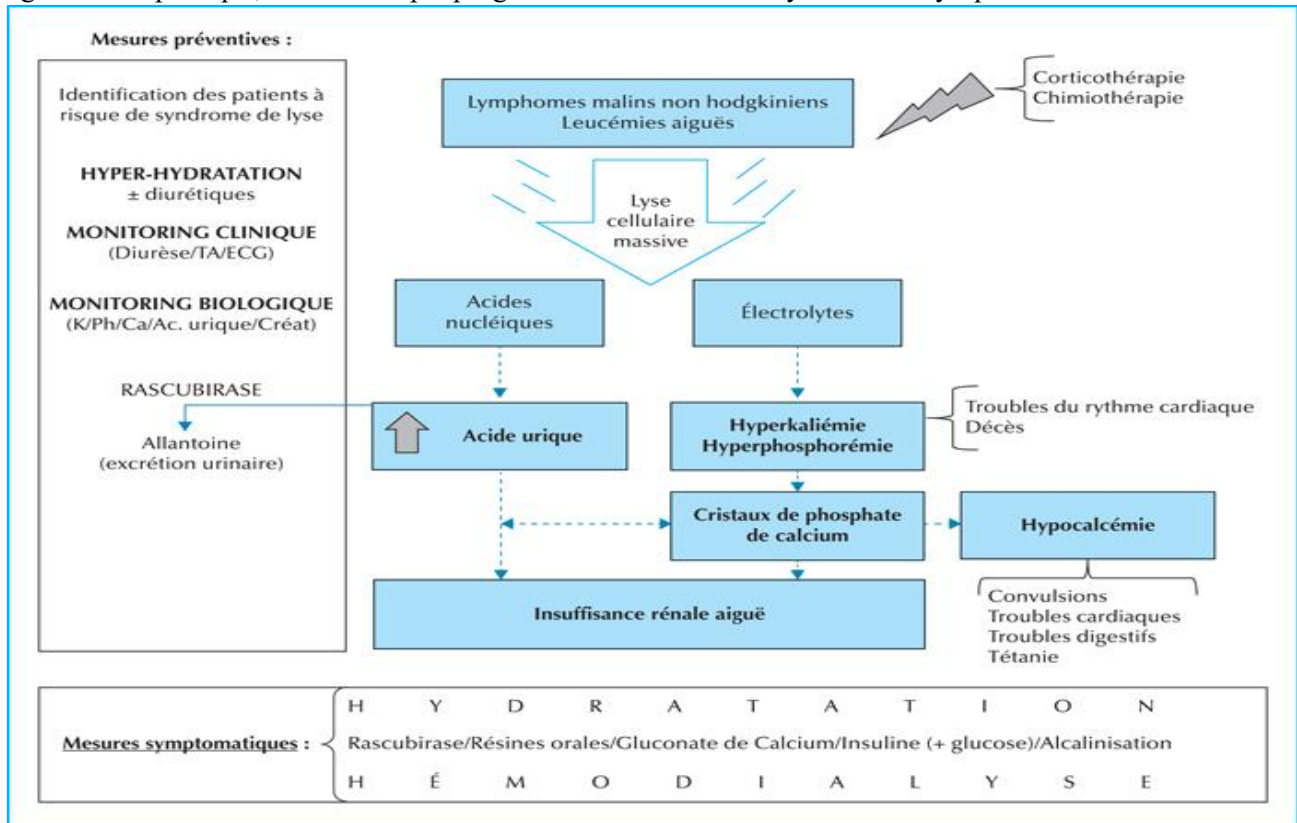 Mesures préventives :
Identification des patients à
risque de syndrome de lyse
HYPER-HYDRATATION
± diurétiques
MONITORING CLINIQUE
(Diurèse/TA/ECG)
MONITORING BIOLOGIQUE
(K/Ph/Ca/Ac. urique/Créat)
RASCUBIRASE
Allantoine
(excrétion urinaire)
Lymphomes malins non hodgkiniens
Leucémies aiguës
Corticothérapie
Chimiothérapie
Lyse
cellulaire
massive
Acides
nucléiques
Électrolytes
Acide urique
Hyperkaliémie
Hyperphosphorémie
Troubles du rythme cardiaque
Décès
Cristaux de phosphate
de calcium
Hypocalcémie
Insuffisance rénale aiguë
Convulsions
Troubles cardiaques
Troubles digestifs
Tétanie
Mesures symptomatiques :
H Y D R A T A T I O N
Rascubirase/Résines orales/Gluconate de Calcium/Insuline (+ glucose)/Alcalinisation
H É M O D I A L Y S E